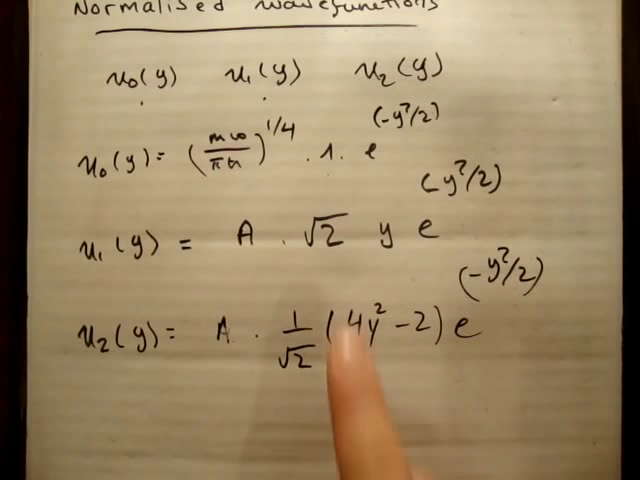 Normalised wavefunctions
u₀(y) u₁(y) u₂(y)
u₀(y) = (mω/πħ)^1/4 . 1 . e^(-y²/2)
u₁(y) = A . √2 y e^(y²/2)
u₂(y) = A . 1/√2 (4y² - 2) e^(-y²/2)